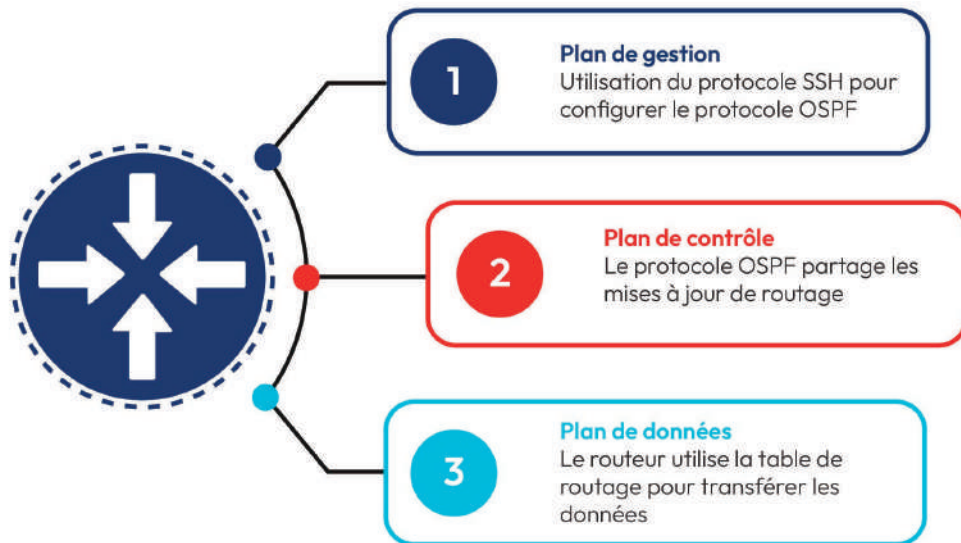 1
Plan de gestion
Utilisation du protocole SSH pour
configurer le protocole OSPF
2
Plan de contrôle
Le protocole OSPF partage les
mises à jour de routage
3
Plan de données
Le routeur utilise la table de
routage pour transférer les
données